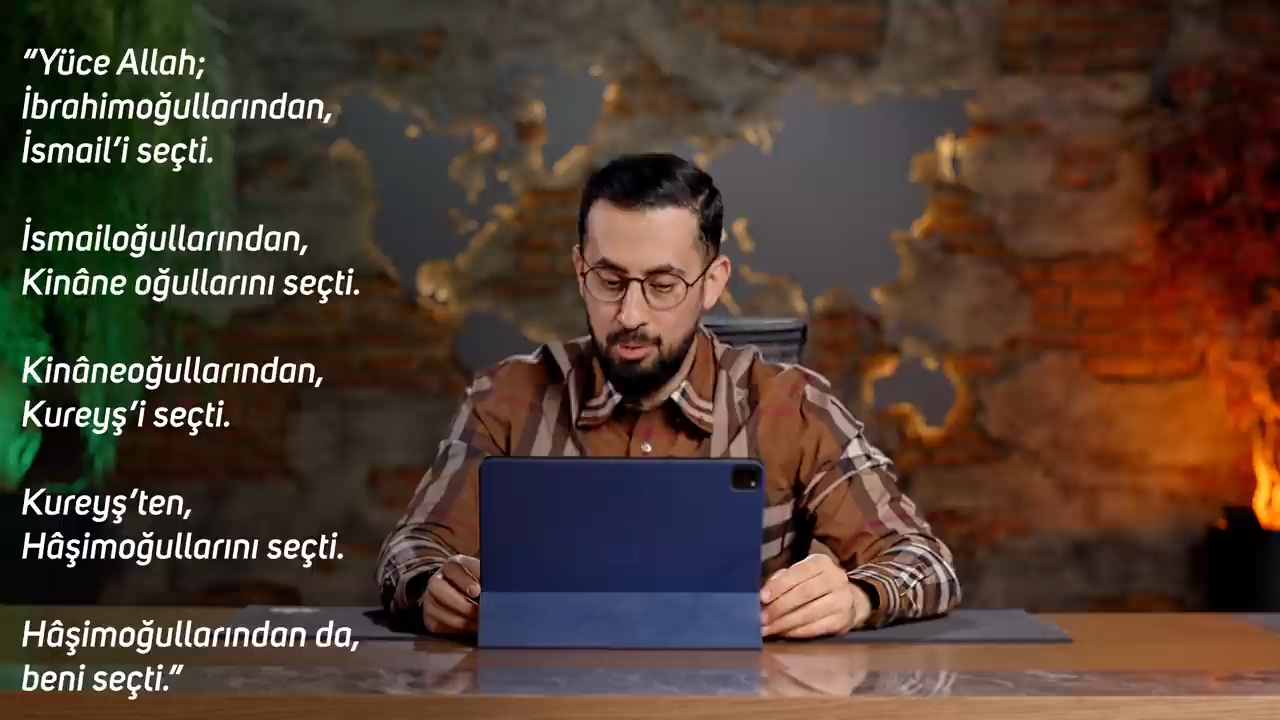 “Yüce Allah;
İbrahimoğullarından,
İsmail’i seçti.
İsmailoğullarından,
Kinâne oğullarını seçti.
Kinâneoğullarından,
Kureyş’i seçti.
Kureyş’ten,
Hâşimoğullarını seçti.
Hâşimoğullarından da,
beni seçti.”